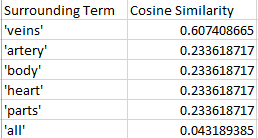 Surrounding Term Cosine Similarity
'veins' 0.607408665
'artery' 0.233618717
'body' 0.233618717
'heart' 0.233618717
'parts' 0.233618717
'all' 0.043189385